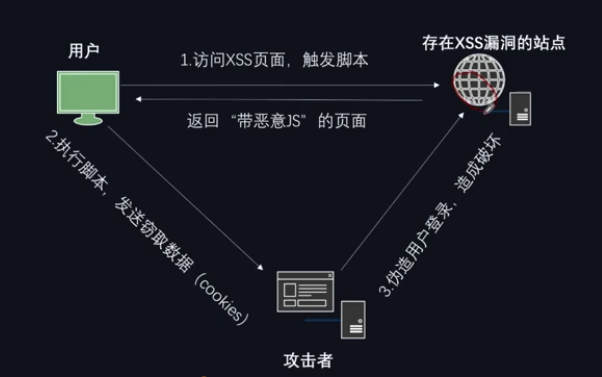 用户
存在XSS漏洞的站点
1.访问XSS页面，触发脚本
返回“带恶意JS”的页面
2.执行脚本，发送窃取数据（cookies）
3.伪造用户登录，造成破坏
攻击者